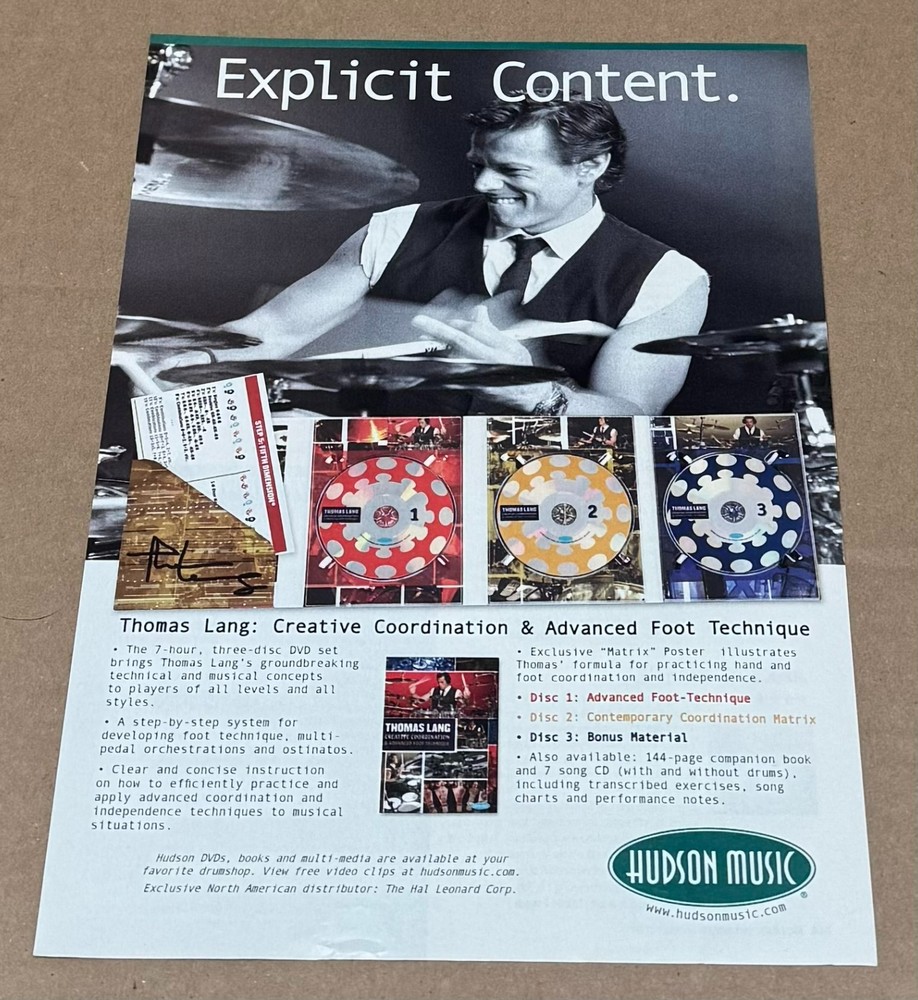 Explicit Content.
STEP 5: FIFTH DIMENSION*
THOMAS LANG
1
THOMAS LANG
2
THOMAS LANG
3
Thomas Lang: Creative Coordination & Advanced Foot Technique
• The 7-hour, three-disc DVD set
brings Thomas Lang's groundbreaking
technical and musical concepts
to players of all levels and all
styles.
• A step-by-step system for
developing foot technique, multi-
pedal orchestrations and ostinatos.
• Clear and concise instruction
on how to efficiently practice and
apply advanced coordination and
independence techniques to musical
situations.
THOMAS LANG
CREATIVE COORDINATION
& ADVANCED FOOT TECHNIQUE
• Exclusive "Matrix" Poster illustrates
Thomas' formula for practicing hand and
foot coordination and independence.
• Disc 1: Advanced Foot-Technique
• Disc 2: Contemporary Coordination Matrix
• Disc 3: Bonus Material
• Also available: 144-page companion book
and 7 song CD (with and without drums),
including transcribed exercises, song
charts and performance notes.
Hudson DVDs, books and multi-media are available at your
favorite drumshop. View free video clips at hudsonmusic.com.
Exclusive North American distributor: The Hal Leonard Corp.
HUDSON MUSIC®
www.hudsonmusic.com